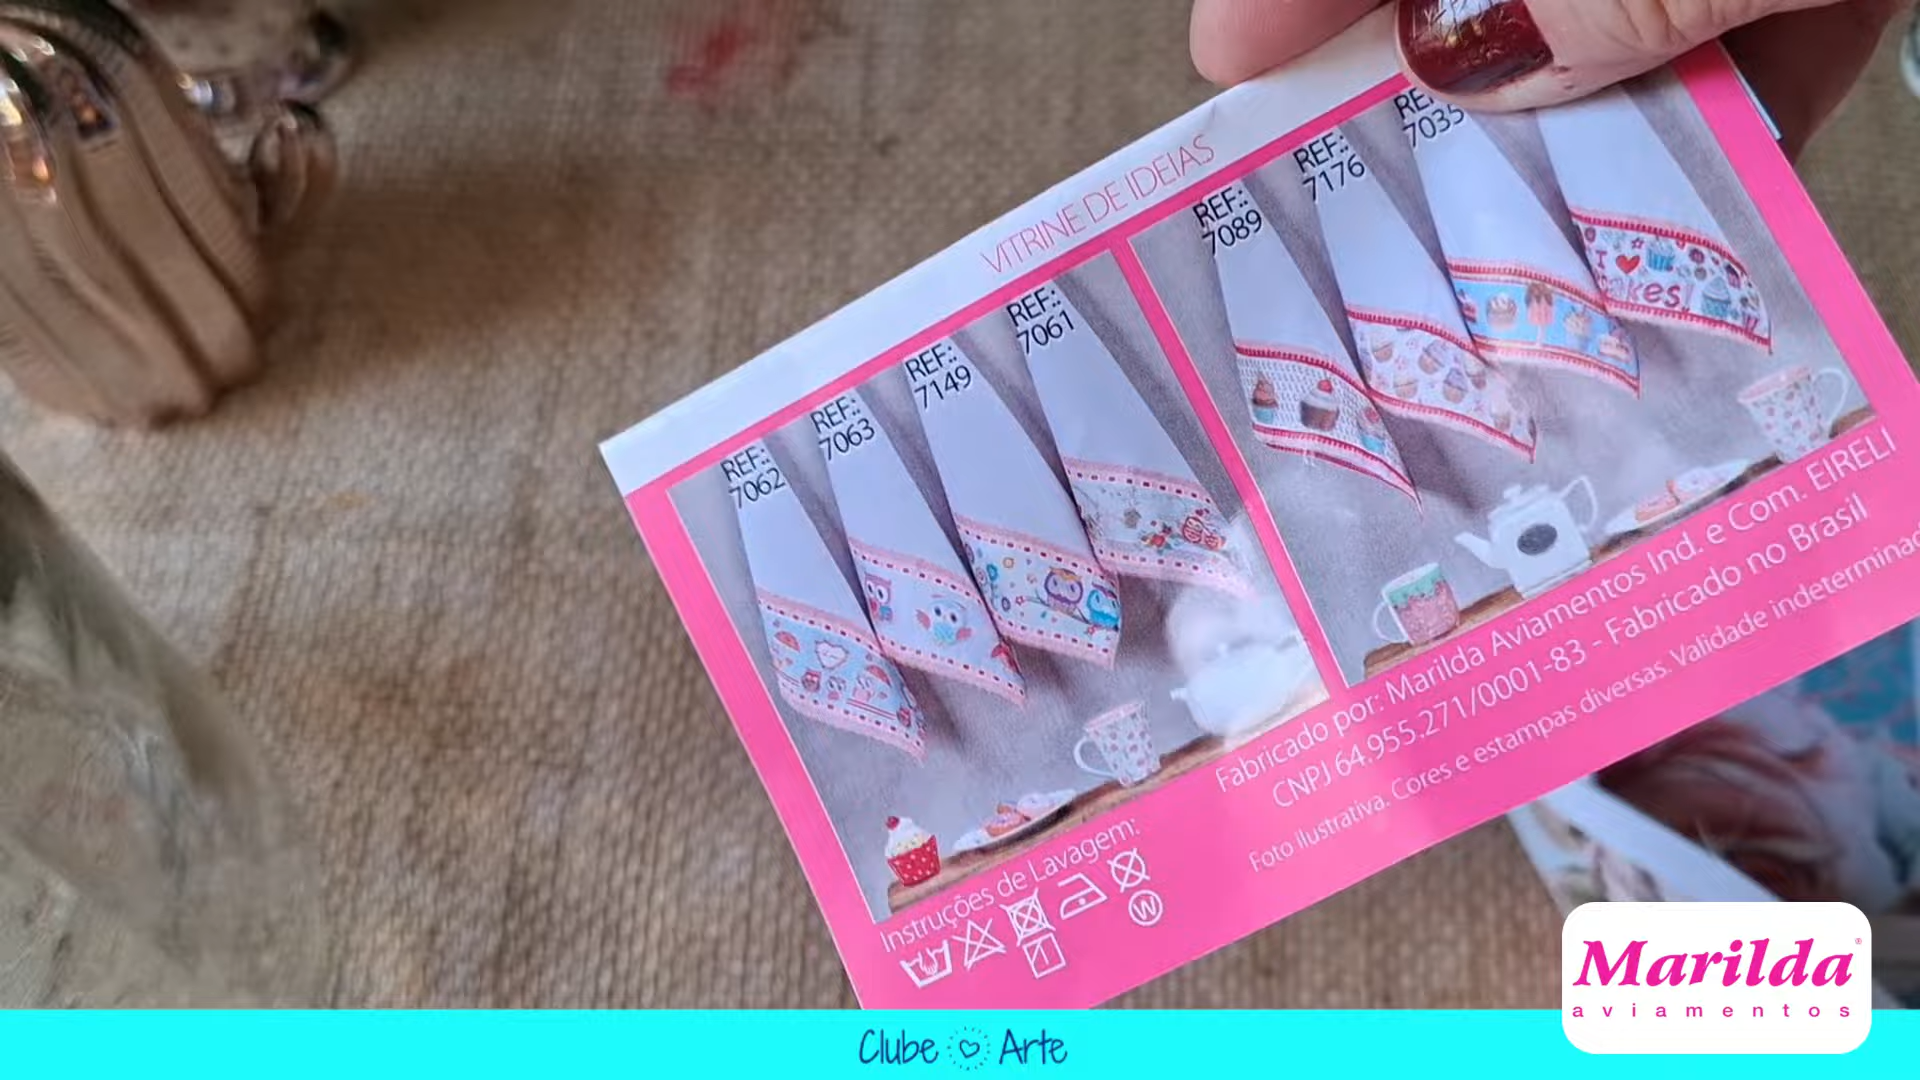 VITRINE DE IDEIAS
REF.:
7062
REF.:
7063
REF.:
7149
REF.:
7061
REF.:
7089
REF.:
7176
7035
I
Cakes!
Fabricado por: Marilda Aviamentos Ind. e Com. EIRELI
CNPJ 64.955.271/0001-83 - Fabricado no Brasil
Foto ilustrativa. Cores e estampas diversas. Validade
Instruções de Lavagem:
W
Marilda®
aviamentos
Clube Arte